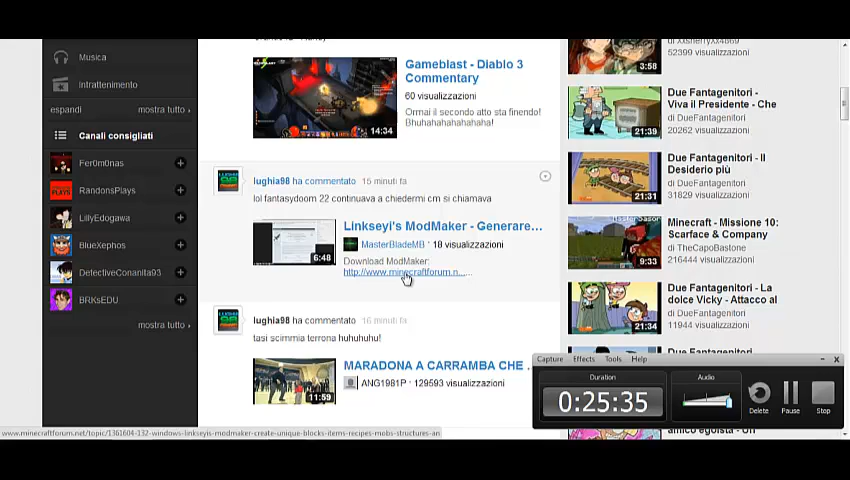 Musica
Intrattenimento
espandi
mostra tutto ›
Canali consigliati
Fer0m0nas
RandonsPlays
LillyEdogawa
BlueXephos
DetectiveConanita93
BRKsEDU
mostra tutto ›
Gameblast - Diablo 3
Commentary
60 visualizzazioni
Ormai il secondo atto sta finendo!
Bhuhahahahahaha!
14:34
lughia98 ha commentato 15 minuti fa
lol fantasydoom 22 continuava a chiedermi cm si chiamava
Linkseyi's ModMaker - Generare...
MasterBladeMB · 18 visualizzazioni
6:48
Download ModMaker:
http://www.minecraftforum.n...
lughia98 ha commentato 16 minuti fa
tasi scimmia terrona huhuhuhu!
MARADONA A CARRAMBA CHE ...
ANG1981P · 129593 visualizzazioni
11:59
52399 visualizzazioni
3:58
Due Fantagenitori -
Viva il Presidente - Che
di DueFantagenitori
20262 visualizzazioni
21:39
Due Fantagenitori - Il
Desiderio più
di DueFantagenitori
31829 visualizzazioni
21:31
Minecraft - Missione 10:
Scarface & Company
di TheCapoBastone
216444 visualizzazioni
9:33
Due Fantagenitori - La
dolce Vicky - Attacco al
di DueFantagenitori
11944 visualizzazioni
21:34
Capture Effects Tools Help
Duration
0:25:35
Audio
Delete
Pause
Stop
www.minecraftforum.net/topic/1361604-132-windows-linkseyis-modmaker-create-unique-blocks-items-recipes-mobs-structures-an